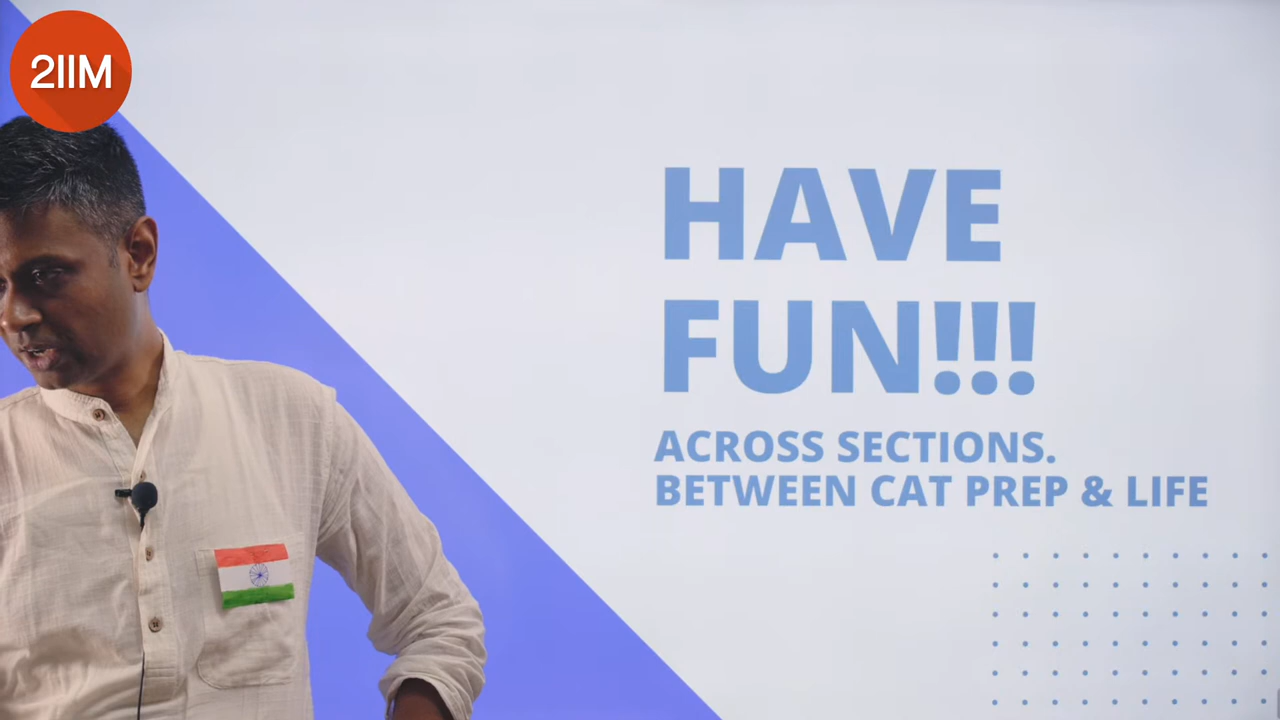 2IIM
HAVE
FUN!!!
ACROSS SECTIONS.
BETWEEN CAT PREP & LIFE